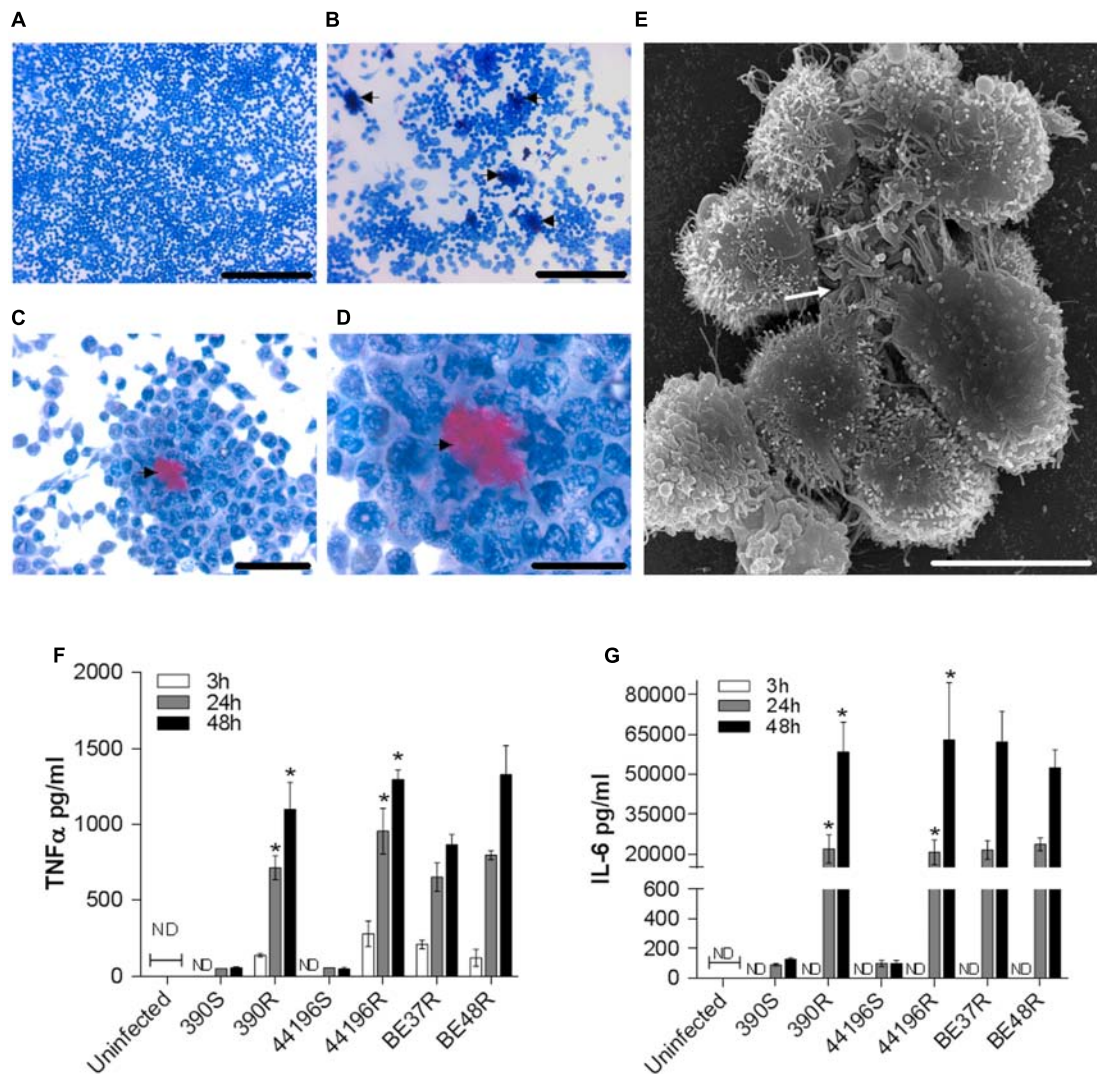 A
B
E
C
D
F
2000
1500
1000
500
0
TNFα pg/ml
3h
24h
48h
ND
ND
ND
*
*
*
*
Uninfected
390S
390R
44196S
44196R
BE37R
BE48R
G
80000
65000
50000
35000
20000
600
400
200
0
IL-6 pg/ml
3h
24h
48h
ND
ND
ND
ND
ND
ND
ND
*
*
*
*
Uninfected
390S
390R
44196S
44196R
BE37R
BE48R